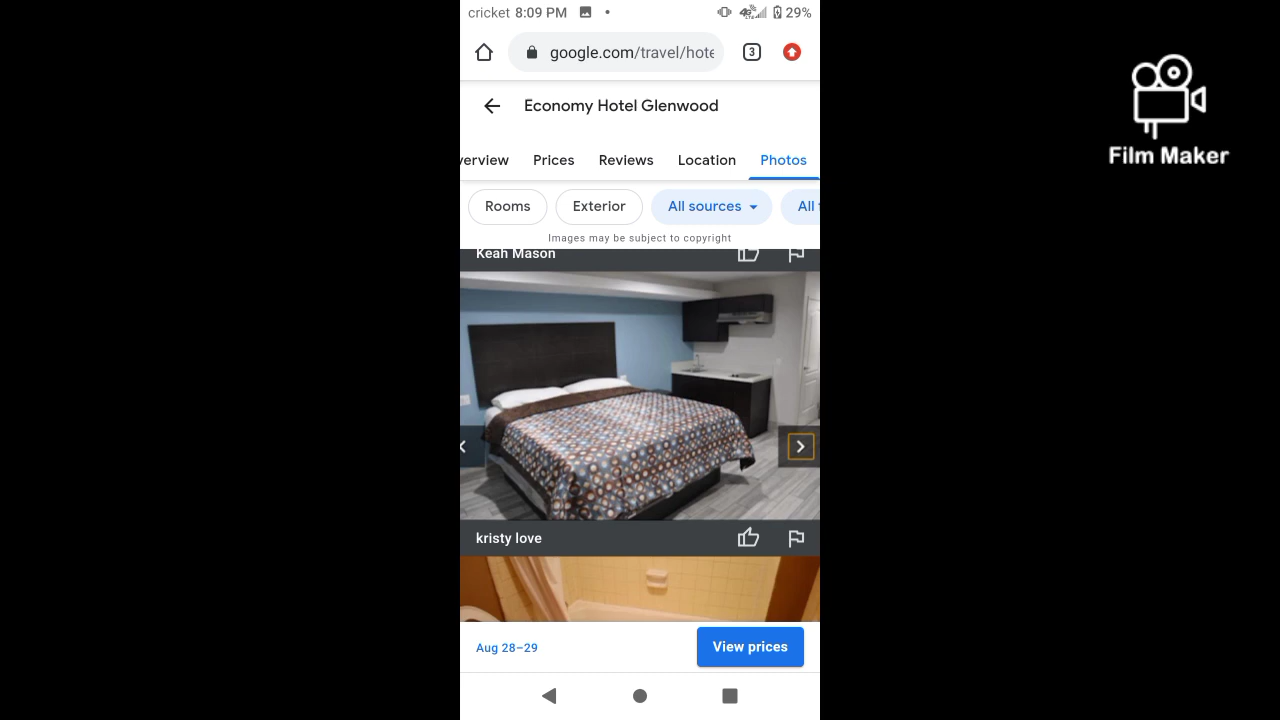 cricket 8:09 PM 29%
google.com/travel/hote 3
Economy Hotel Glenwood
verview Prices Reviews Location Photos
Rooms Exterior All sources All
Images may be subject to copyright
Keah Mason
kristy love
Aug 28–29 View prices
Film Maker